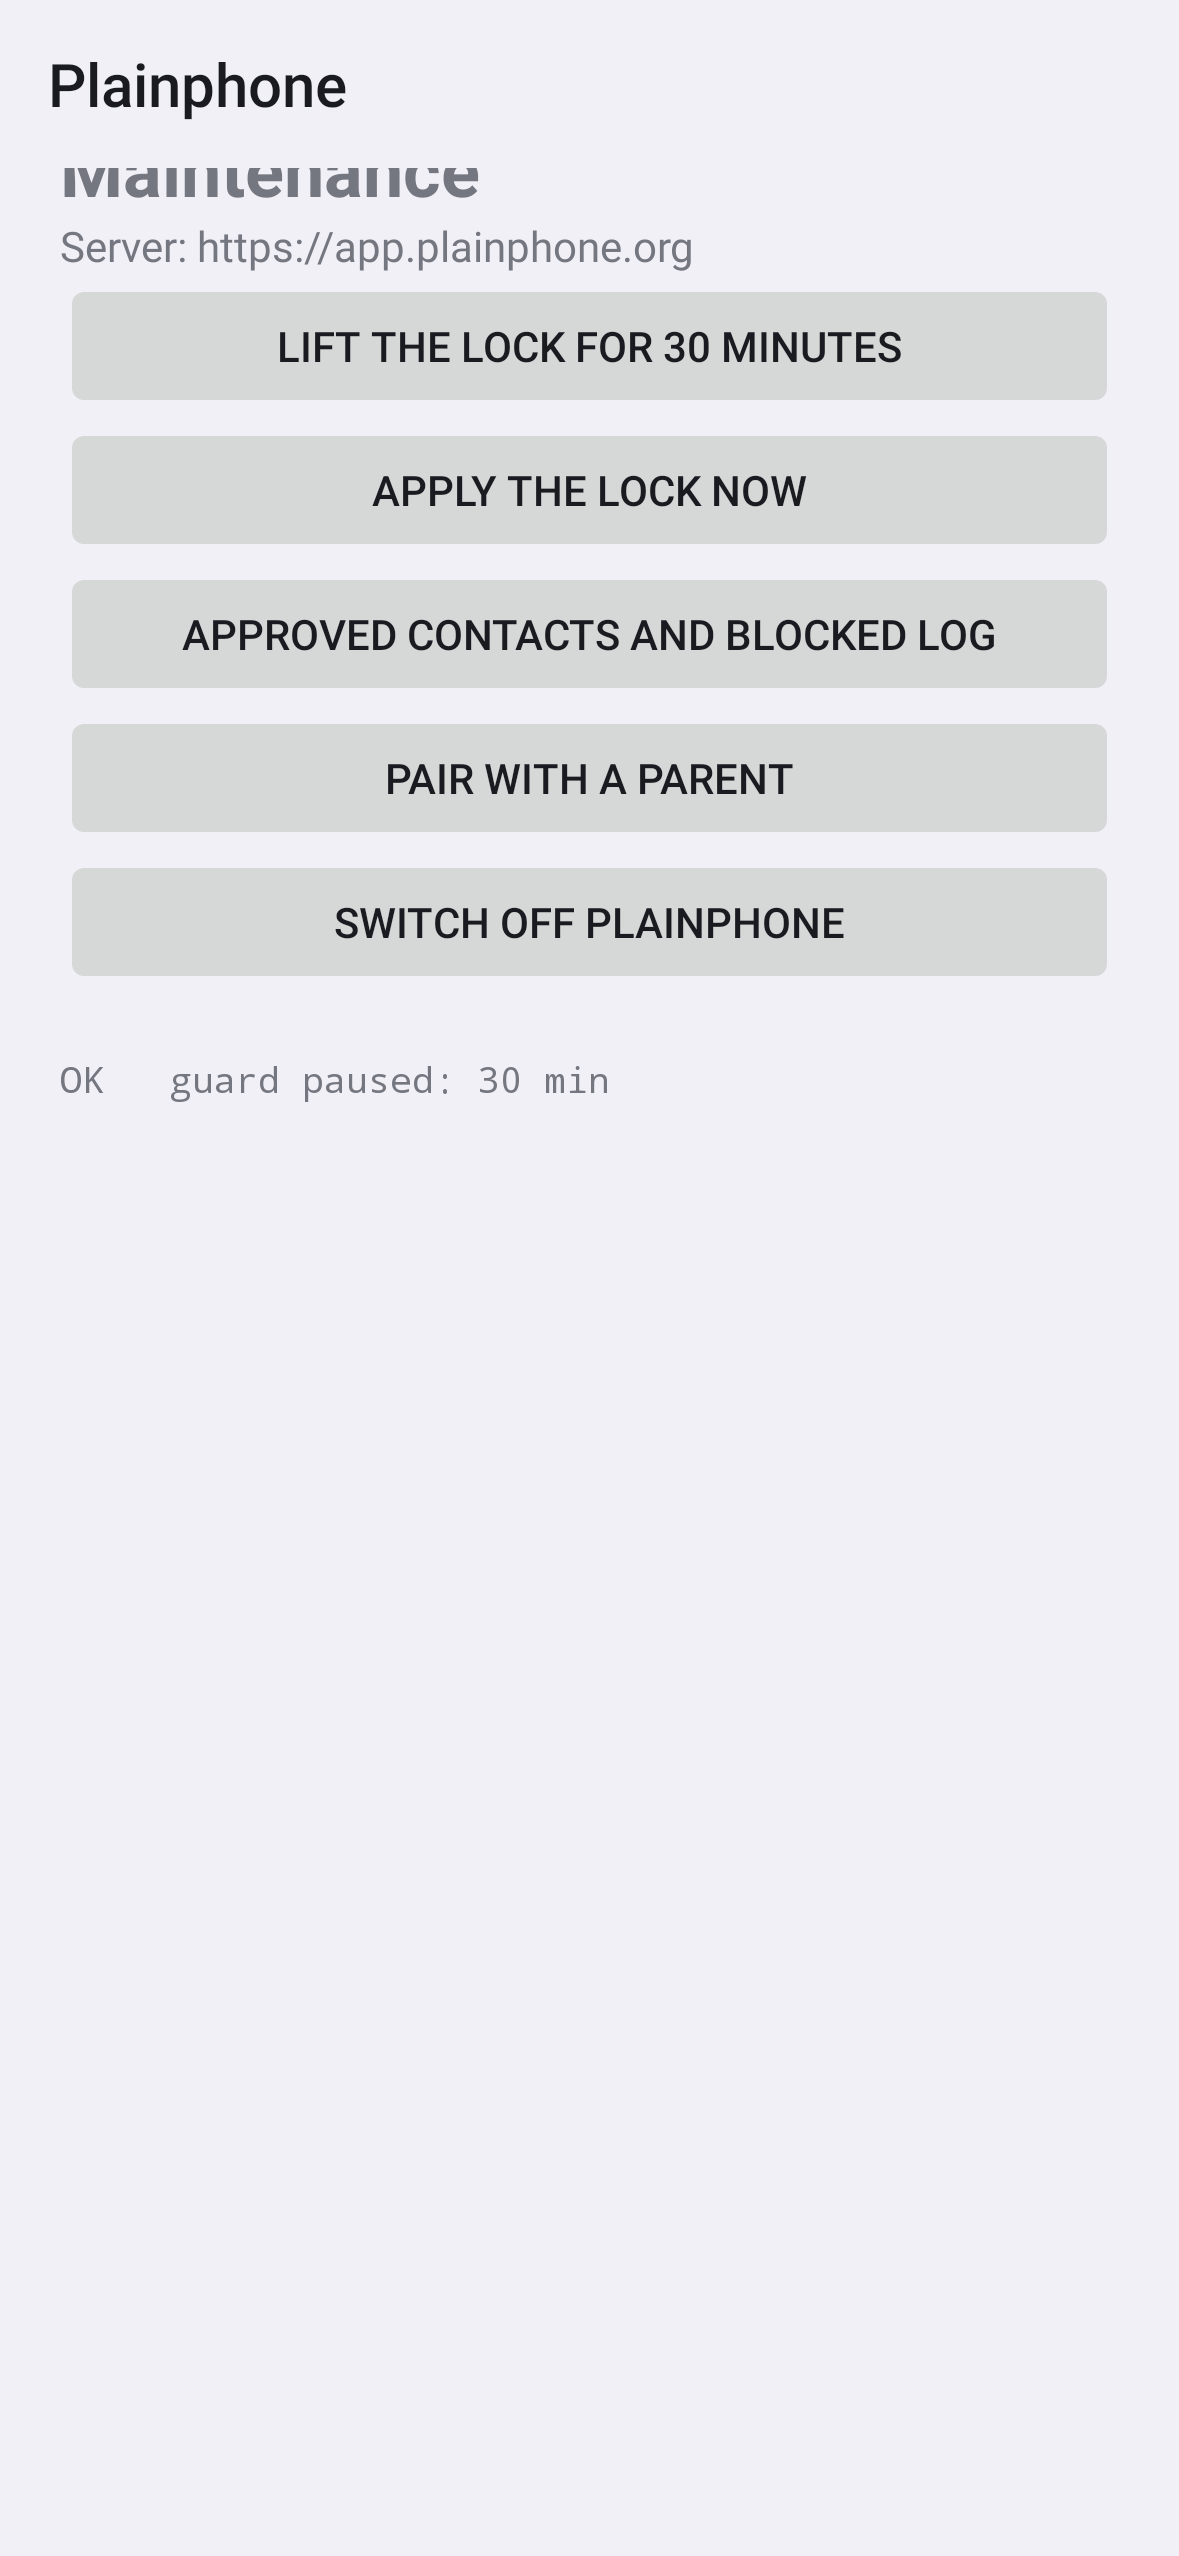 Plainphone
Maintenance
Server: https://app.plainphone.org
LIFT THE LOCK FOR 30 MINUTES
APPLY THE LOCK NOW
APPROVED CONTACTS AND BLOCKED LOG
PAIR WITH A PARENT
SWITCH OFF PLAINPHONE
OK   guard paused: 30 min